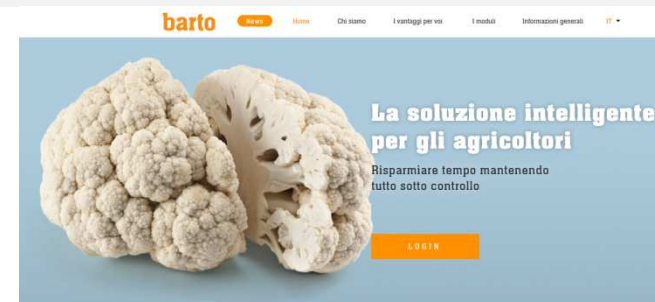 barto News Home Chi siamo I vantaggi per voi I moduli Informazioni generali IT
La soluzione intelligente
per gli agricoltori
Risparmiare tempo mantenendo
tutto sotto controllo
LOGIN